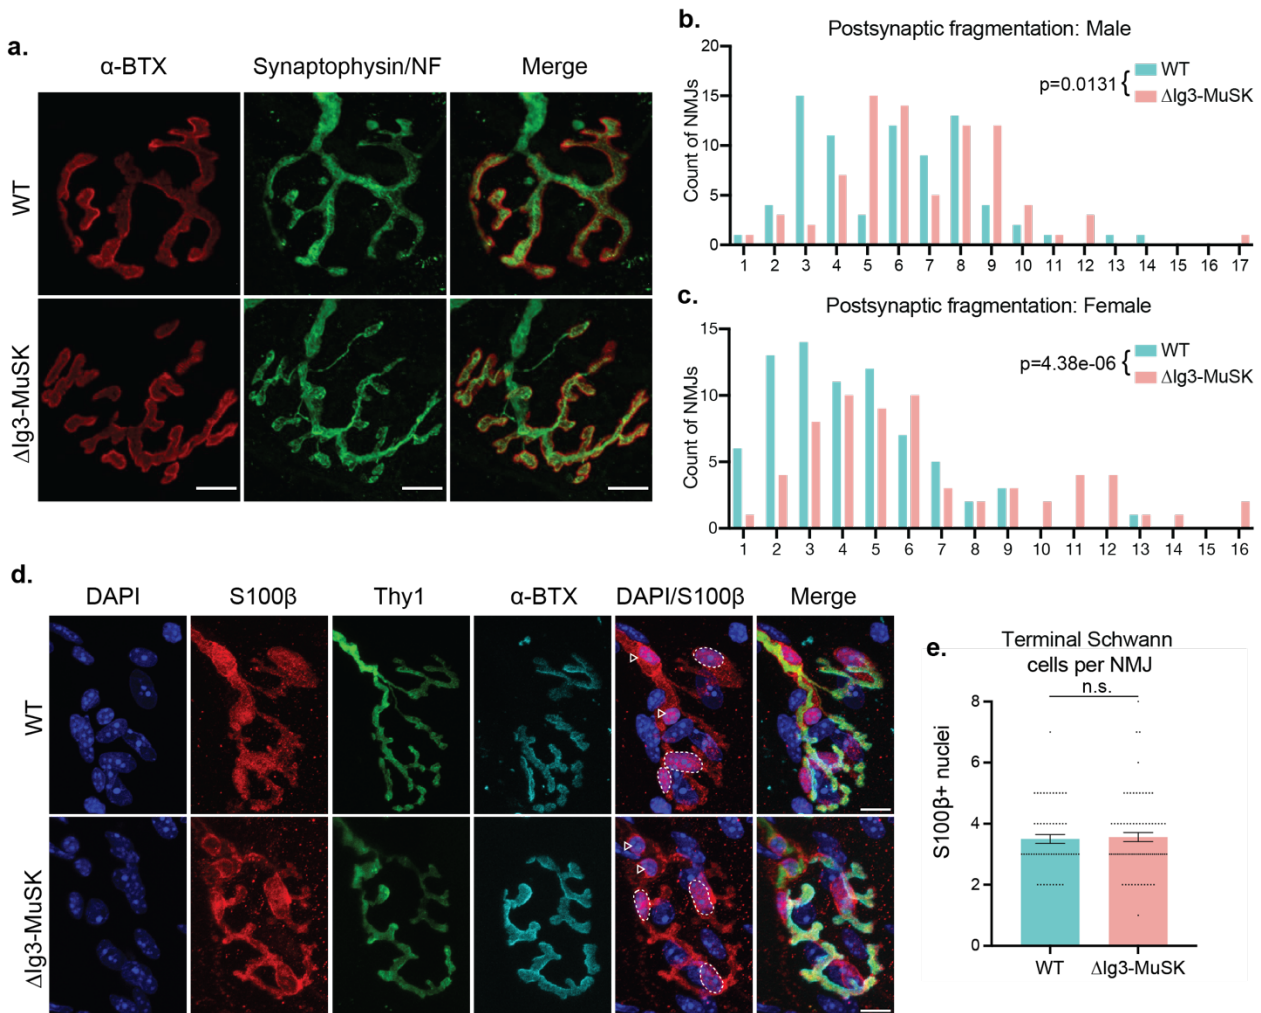 a.
α-BTX Synaptophysin/NF Merge
WT
ΔIg3-MuSK
b.
Postsynaptic fragmentation: Male
Count of NMJs
20
15
10
5
0
p=0.0131 { WT
ΔIg3-MuSK
1 2 3 4 5 6 7 8 9 10 11 12 13 14 15 16 17
c.
Postsynaptic fragmentation: Female
Count of NMJs
15
10
5
0
p=4.38e-06 { WT
ΔIg3-MuSK
1 2 3 4 5 6 7 8 9 10 11 12 13 14 15 16
d.
DAPI S100β Thy1 α-BTX DAPI/S100β Merge
WT
ΔIg3-MuSK
e.
Terminal Schwann
cells per NMJ
n.s.
S100β+ nuclei
8
6
4
2
0
WT ΔIg3-MuSK